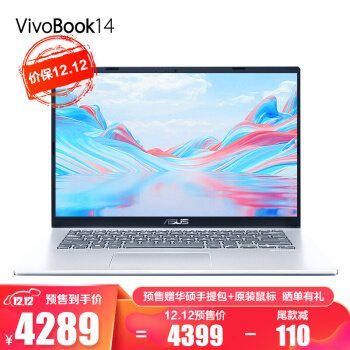 VivoBook14
价保12.12
ASUS
12.12
预售到手价
¥4289
=
预售赠华硕手提包+原装鼠标 晒单有礼
12.12预售价
4399
-
尾款减
110